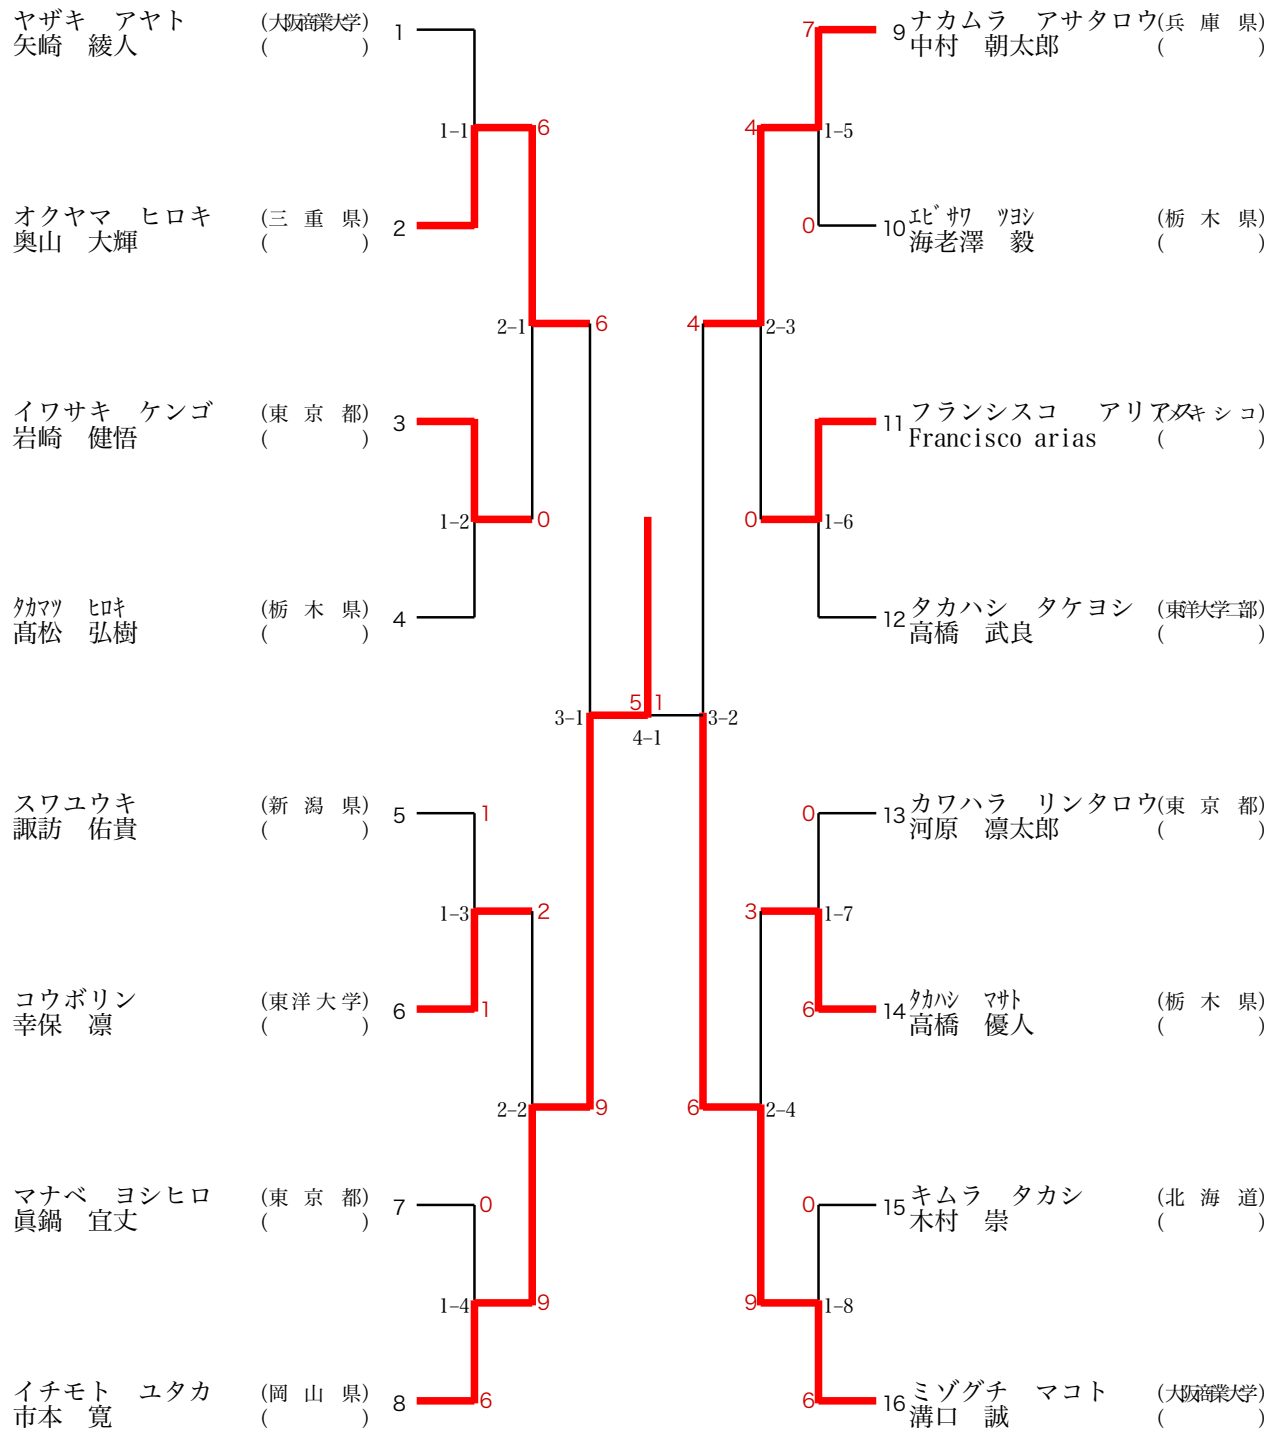 ヤザキ　アヤト (大阪商業大学)
矢崎　綾人 (　　) 1
1-1 6
オクヤマ　ヒロキ (三重県)
奥山　大輝 (　　) 2
2-1 6
イワサキ　ケンゴ (東京都)
岩崎　健悟 (　　) 3
1-2 0
ﾀｶﾏﾂ　ﾋﾛｷ (栃木県)
髙松　弘樹 (　　) 4
3-1
5 1
4-1
スワユウキ (新潟県)
諏訪　佑貴 (　　) 5 1
1-3 2
コウボリン (東洋大学)
幸保　凛 (　　) 6 1
2-2 9
マナベ　ヨシヒロ (東京都)
眞鍋　宜丈 (　　) 7 0
1-4 9
イチモト　ユタカ (岡山県)
市本　寛 (　　) 8 6
7 9 ナカムラ　アサタロウ (兵庫県)
中村　朝太郎 (　　)
4 1-5
0 10 ｴﾋﾞｻﾜ　ﾂﾖｼ (栃木県)
海老澤　毅 (　　)
4 2-3
11 フランシスコ　アリアス (メキシコ)
Francisco arias (　　)
0 1-6
12 タカハシ　タケヨシ (東洋大学二部)
高橋　武良 (　　)
3-2
0 13 カワハラ　リンタロウ (東京都)
河原　凛太郎 (　　)
3 1-7
6 14 ﾀｶﾊｼ　ﾏｻﾄ (栃木県)
高橋　優人 (　　)
6 2-4
0 15 キムラ　タカシ (北海道)
木村　崇 (　　)
9 1-8
6 16 ミゾグチ　マコト (大阪商業大学)
溝口　誠 (　　)